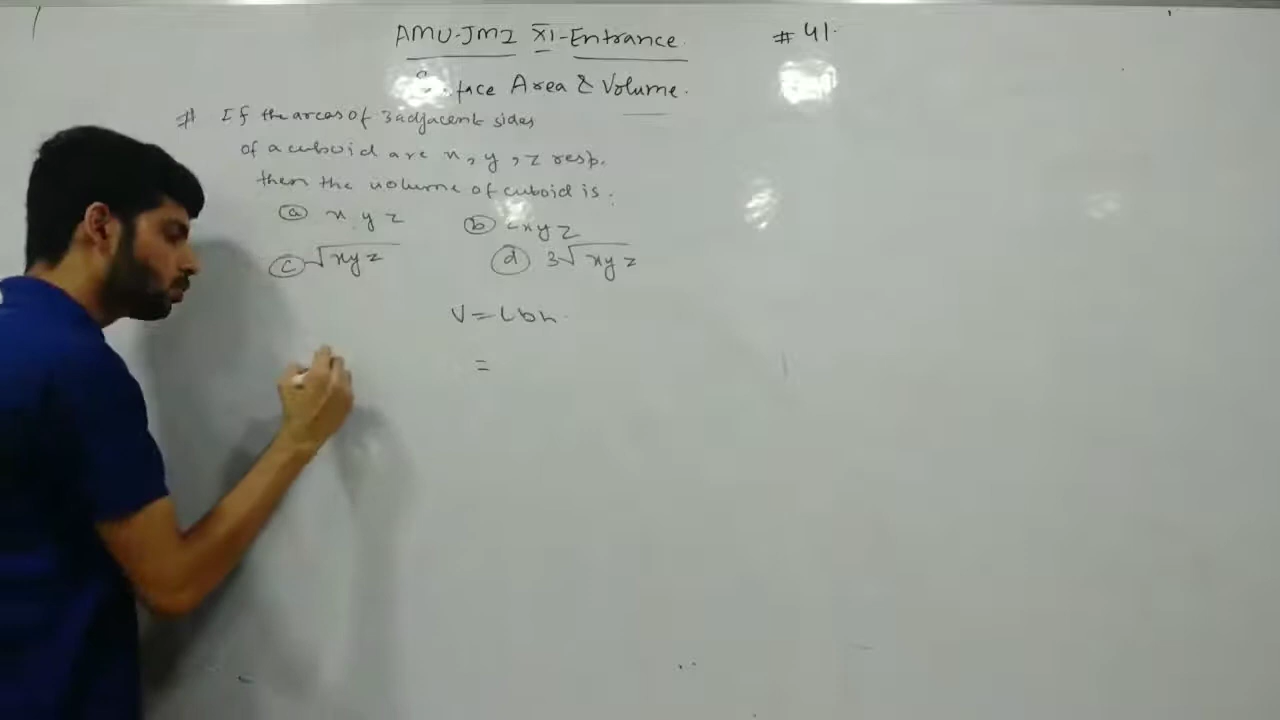 AMU-JMI XI-Entrance # 41.
face Area & Volume.
# If the areas of 3 adjacent sides
of a cuboid are x, y, z resp.
then the volume of cuboid is:
(a) x y z (b) 2xyz
(c) √xyz (d) 3√xyz
V = lbh.
=